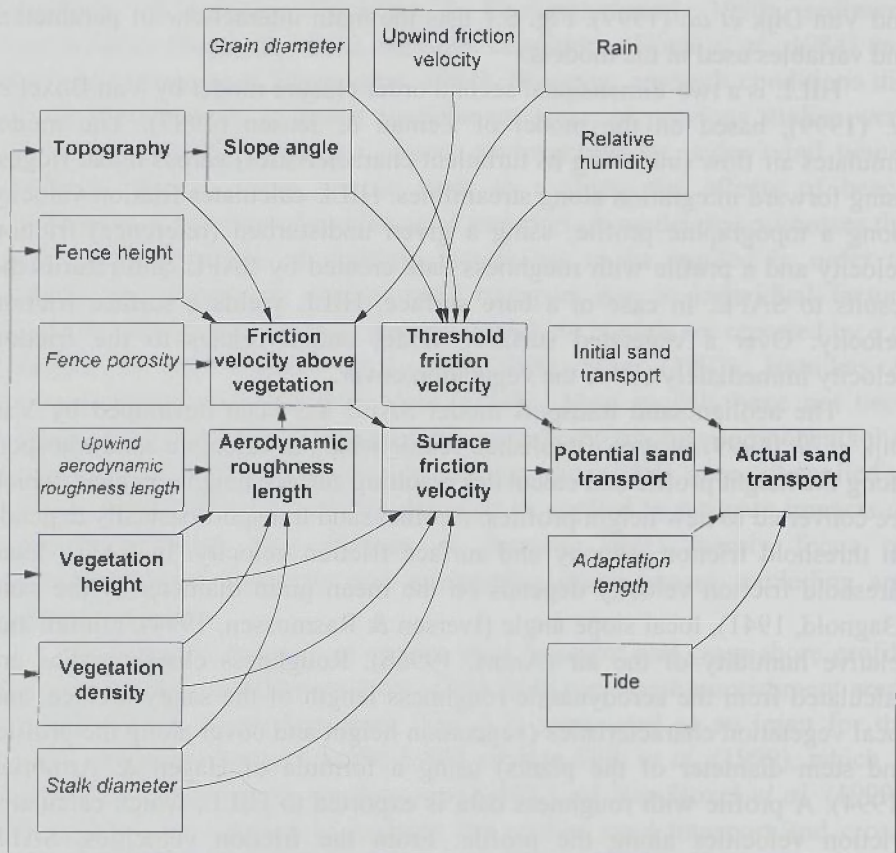 Grain diameter
Upwind friction
velocity
Rain
Topography
Slope angle
Relative
humidity
Fence height
Fence porosity
Friction
velocity above
vegetation
Threshold
friction
velocity
Initial sand
transport
Upwind
aerodynamic
roughness length
Aerodynamic
roughness
length
Surface
friction
velocity
Potential sand
transport
Actual sand
transport
Vegetation
height
Adaptation
length
Vegetation
density
Tide
Stalk diameter